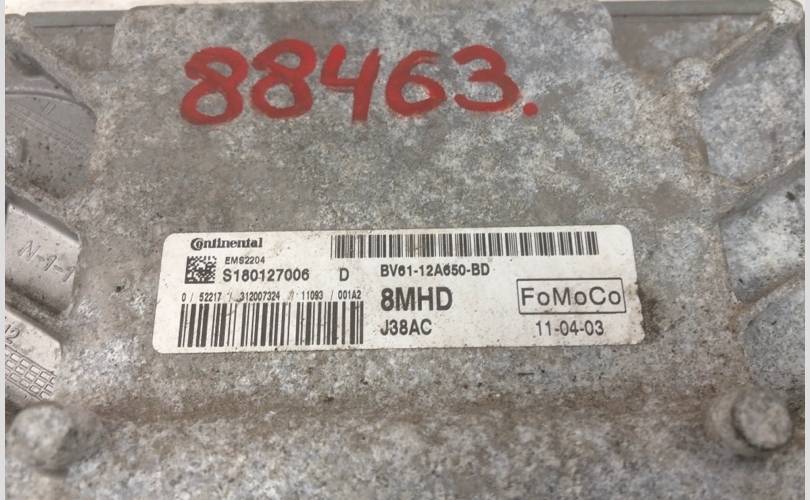 88463.
Continental
EMS2204
S180127006 D BV61-12A650-BD
0 / 52217 / 312007324 / 11093 / 001A2
8MHD
FoMoCo
J38AC
11-04-03